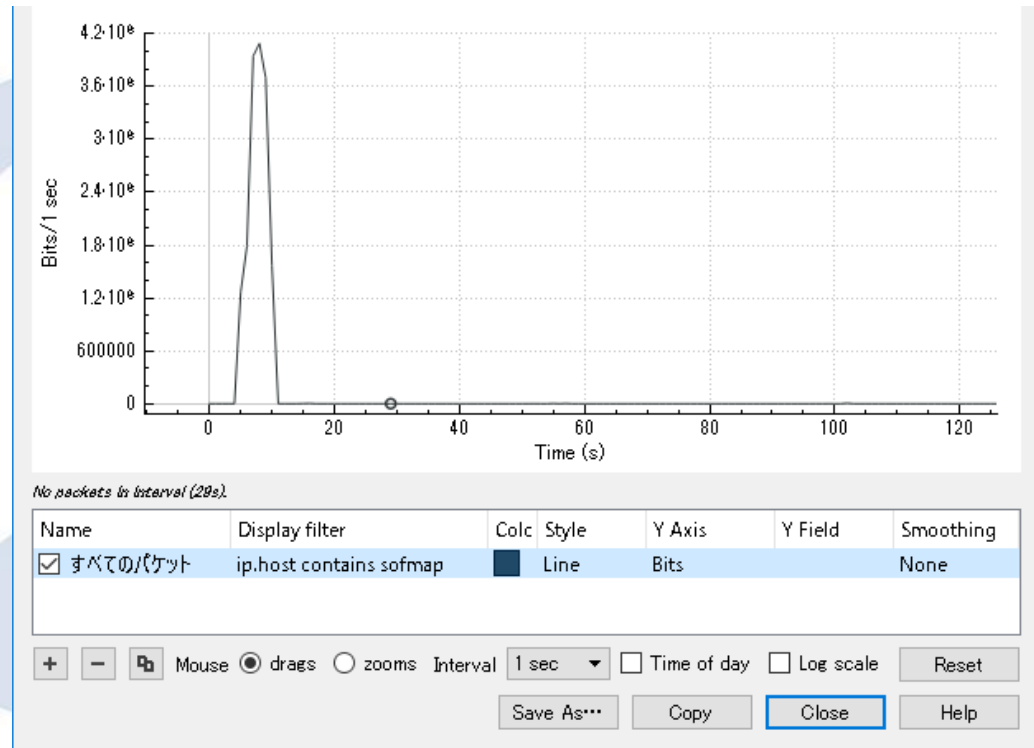 4.2·10⁶
3.6·10⁶
3·10⁶
2.4·10⁶
1.8·10⁶
1.2·10⁶
600000
0
Bits/1 sec
0 20 40 60 80 100 120
Time (s)
No packets in interval (29s).
Name Display filter Colc Style Y Axis Y Field Smoothing
すべてのパケット ip.host contains sofmap Line Bits None
+ − Mouse drags zooms Interval 1 sec Time of day Log scale Reset
Save As… Copy Close Help